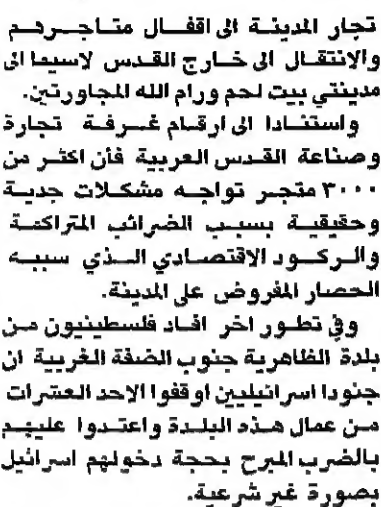 تجار المدينة الى اقفال متاجرهم
والانتقال الى خارج القدس لاسيما الى
مدينتي بيت لحم ورام الله المجاورتين.
واستنادا الى ارقام غرفة تجارة
وصناعة القدس العربية فأن اكثر من
٣٠٠٠ متجر تواجه مشكلات جدية
وحقيقية بسبب الضرائب المتراكمة
والركود الاقتصادي الذي سببه
الحصار المفروض على المدينة.
وفي تطور اخر افاد فلسطينيون من
بلدة الظاهرية جنوب الضفة الغربية ان
جنودا اسرائيليين اوقفوا الاحد العشرات
من عمال هذه البلدة واعتدوا عليهم
بالضرب المبرح بحجة دخولهم اسرائيل
بصورة غير شرعية.